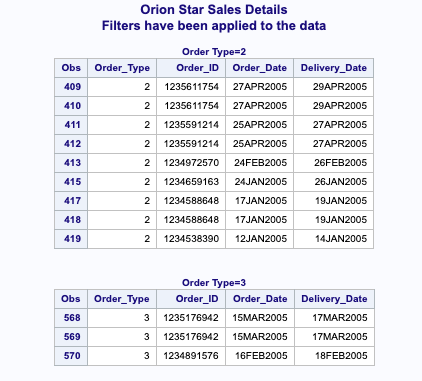 Orion Star Sales Details
Filters have been applied to the data
Order Type=2
Obs Order_Type Order_ID Order_Date Delivery_Date
409 2 1235611754 27APR2005 29APR2005
410 2 1235611754 27APR2005 29APR2005
411 2 1235591214 25APR2005 27APR2005
412 2 1235591214 25APR2005 27APR2005
413 2 1234972570 24FEB2005 26FEB2005
415 2 1234659163 24JAN2005 26JAN2005
417 2 1234588648 17JAN2005 19JAN2005
418 2 1234588648 17JAN2005 19JAN2005
419 2 1234538390 12JAN2005 14JAN2005
Order Type=3
Obs Order_Type Order_ID Order_Date Delivery_Date
568 3 1235176942 15MAR2005 17MAR2005
569 3 1235176942 15MAR2005 17MAR2005
570 3 1234891576 16FEB2005 18FEB2005